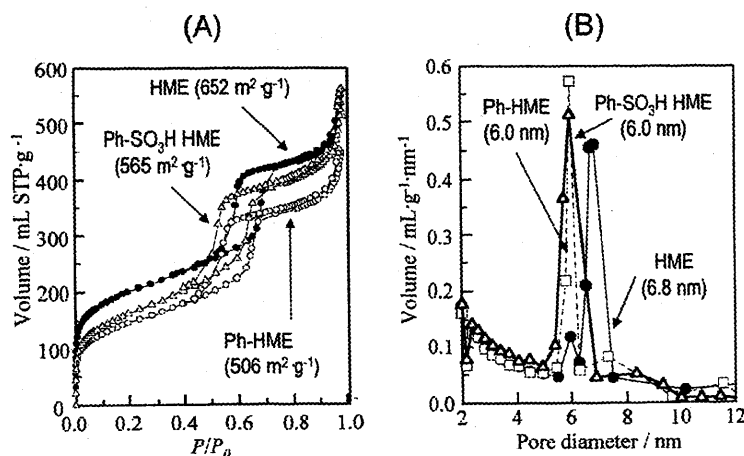 (A)
600
500
400
300
200
100
0
Volume / mL STP·g⁻¹
HME (652 m²·g⁻¹)
Ph-SO₃H HME
(565 m²·g⁻¹)
Ph-HME
(506 m²·g⁻¹)
0.0 0.2 0.4 0.6 0.8 1.0
P/P₀
(B)
0.6
0.5
0.4
0.3
0.2
0.1
0.0
Volume / mL·g⁻¹·nm⁻¹
Ph-HME
(6.0 nm)
Ph-SO₃H HME
(6.0 nm)
HME
(6.8 nm)
2 4 6 8 10 12
Pore diameter / nm